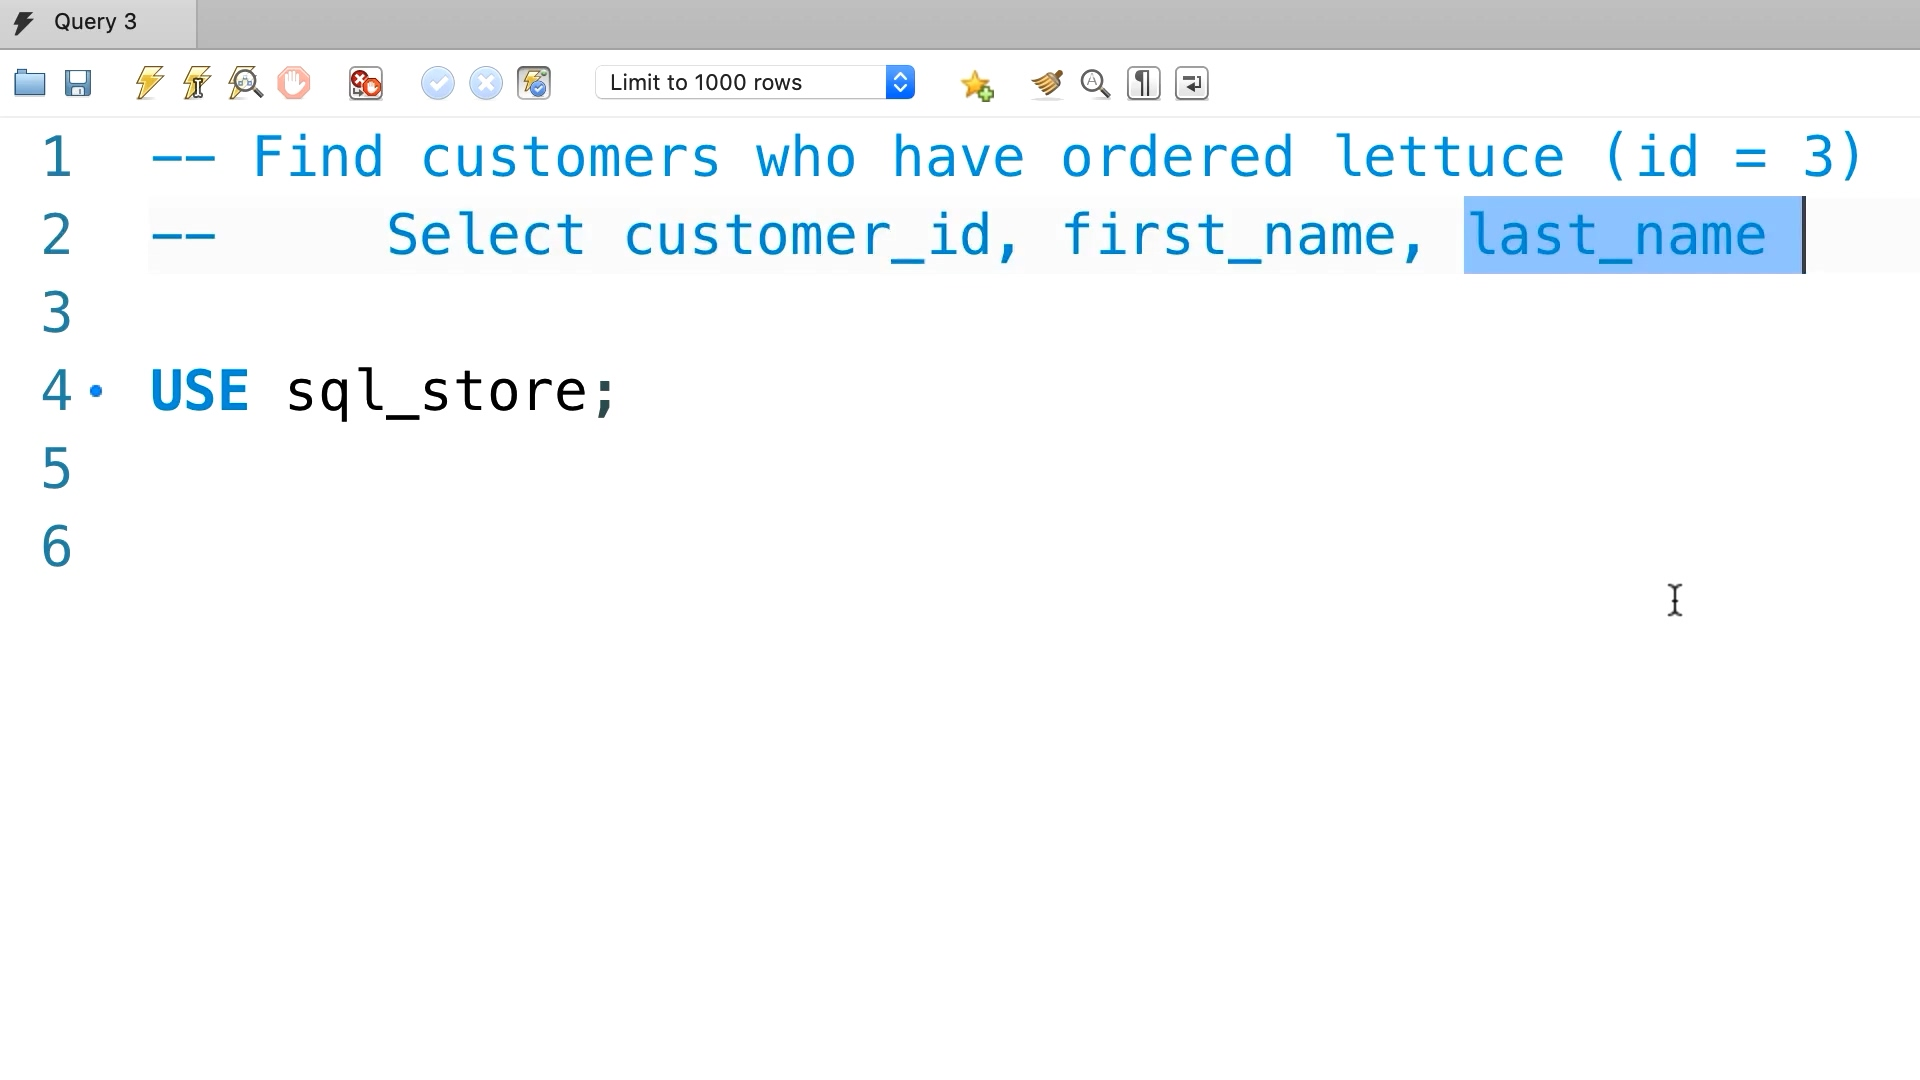 Query 3
Limit to 1000 rows
1 -- Find customers who have ordered lettuce (id = 3)
2 --     Select customer_id, first_name, last_name
3
4 USE sql_store;
5
6